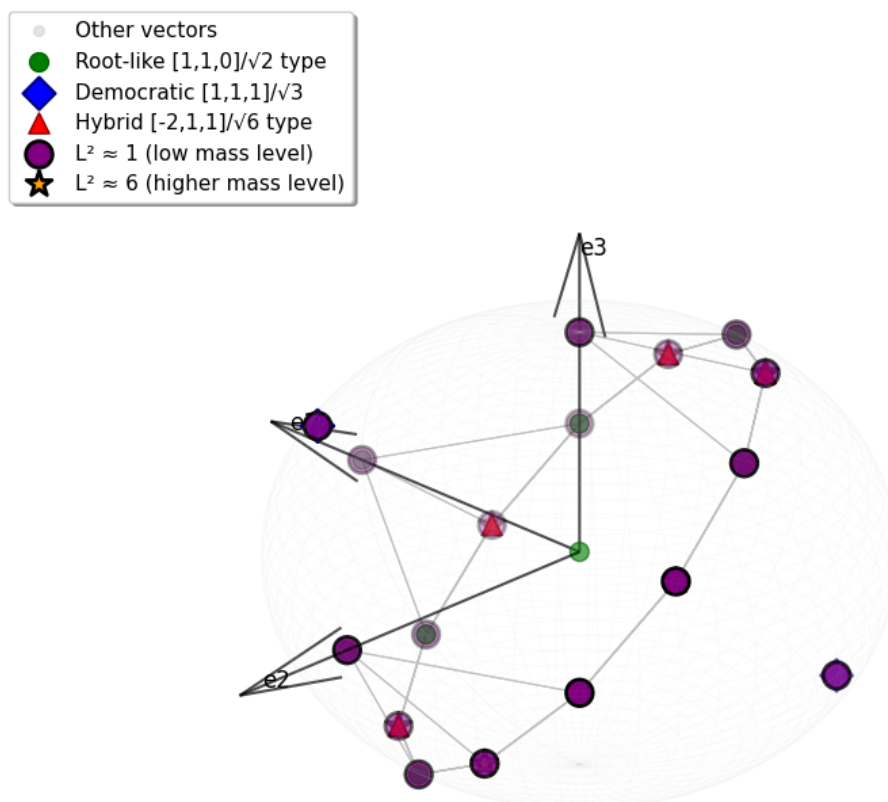 Other vectors
Root-like [1,1,0]/√2 type
Democratic [1,1,1]/√3
Hybrid [-2,1,1]/√6 type
L² ≈ 1 (low mass level)
L² ≈ 6 (higher mass level)
e3
e2